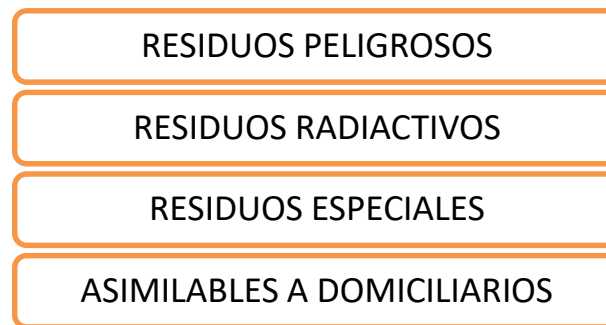 RESIDUOS PELIGROSOS
RESIDUOS RADIACTIVOS
RESIDUOS ESPECIALES
ASIMILABLES A DOMICILIARIOS